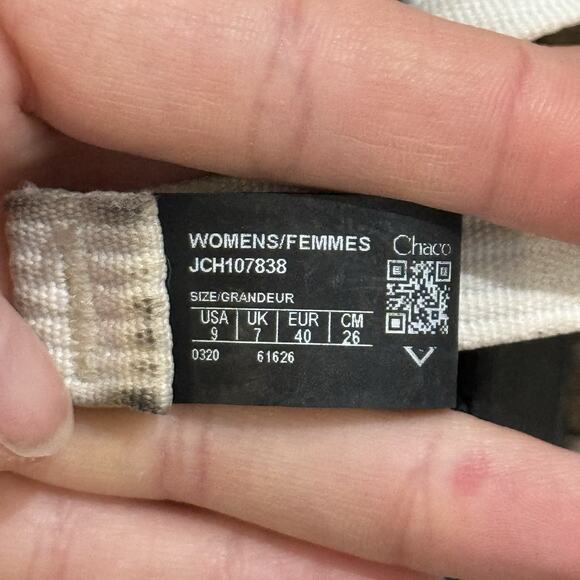 WOMENS/FEMMES
Chaco
JCH107838
SIZE/GRANDEUR
USA UK EUR CM
9 7 40 26
0320 61626